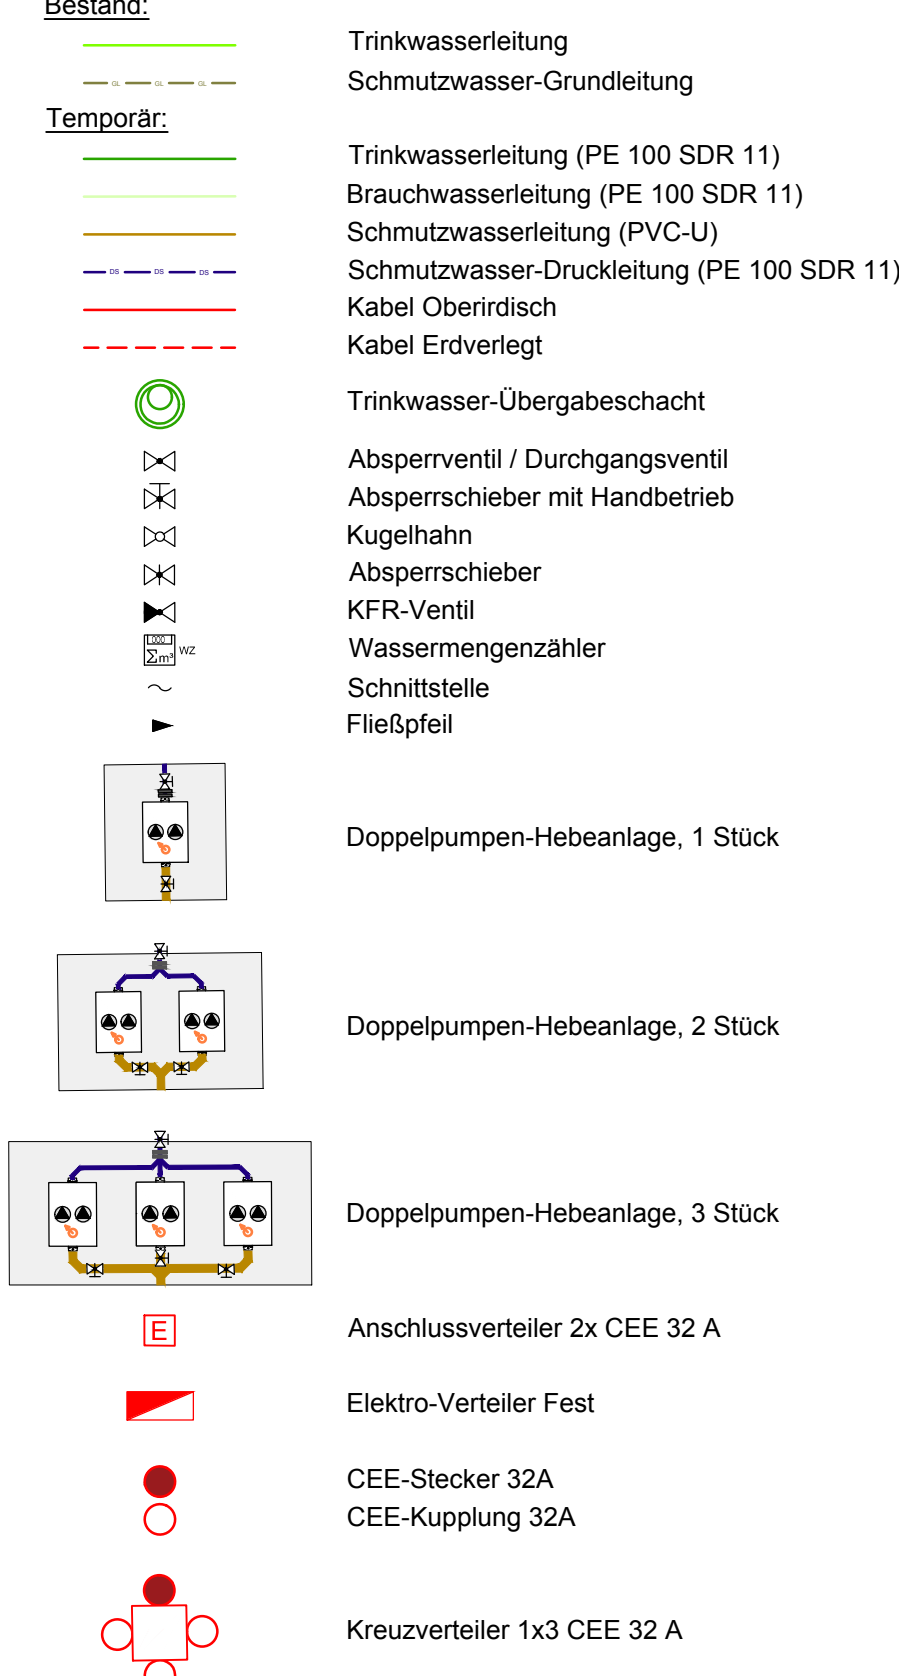 Bestand:
Trinkwasserleitung
GL GL GL Schmutzwasser-Grundleitung
Temporär:
Trinkwasserleitung (PE 100 SDR 11)
Brauchwasserleitung (PE 100 SDR 11)
Schmutzwasserleitung (PVC-U)
DS DS DS Schmutzwasser-Druckleitung (PE 100 SDR 11)
Kabel Oberirdisch
Kabel Erdverlegt
Trinkwasser-Übergabeschacht
Absperrventil / Durchgangsventil
Absperrschieber mit Handbetrieb
Kugelhahn
Absperrschieber
KFR-Ventil
Σm³ WZ Wassermengenzähler
Schnittstelle
Fließpfeil
Doppelpumpen-Hebeanlage, 1 Stück
Doppelpumpen-Hebeanlage, 2 Stück
Doppelpumpen-Hebeanlage, 3 Stück
E Anschlussverteiler 2x CEE 32 A
Elektro-Verteiler Fest
CEE-Stecker 32A
CEE-Kupplung 32A
Kreuzverteiler 1x3 CEE 32 A